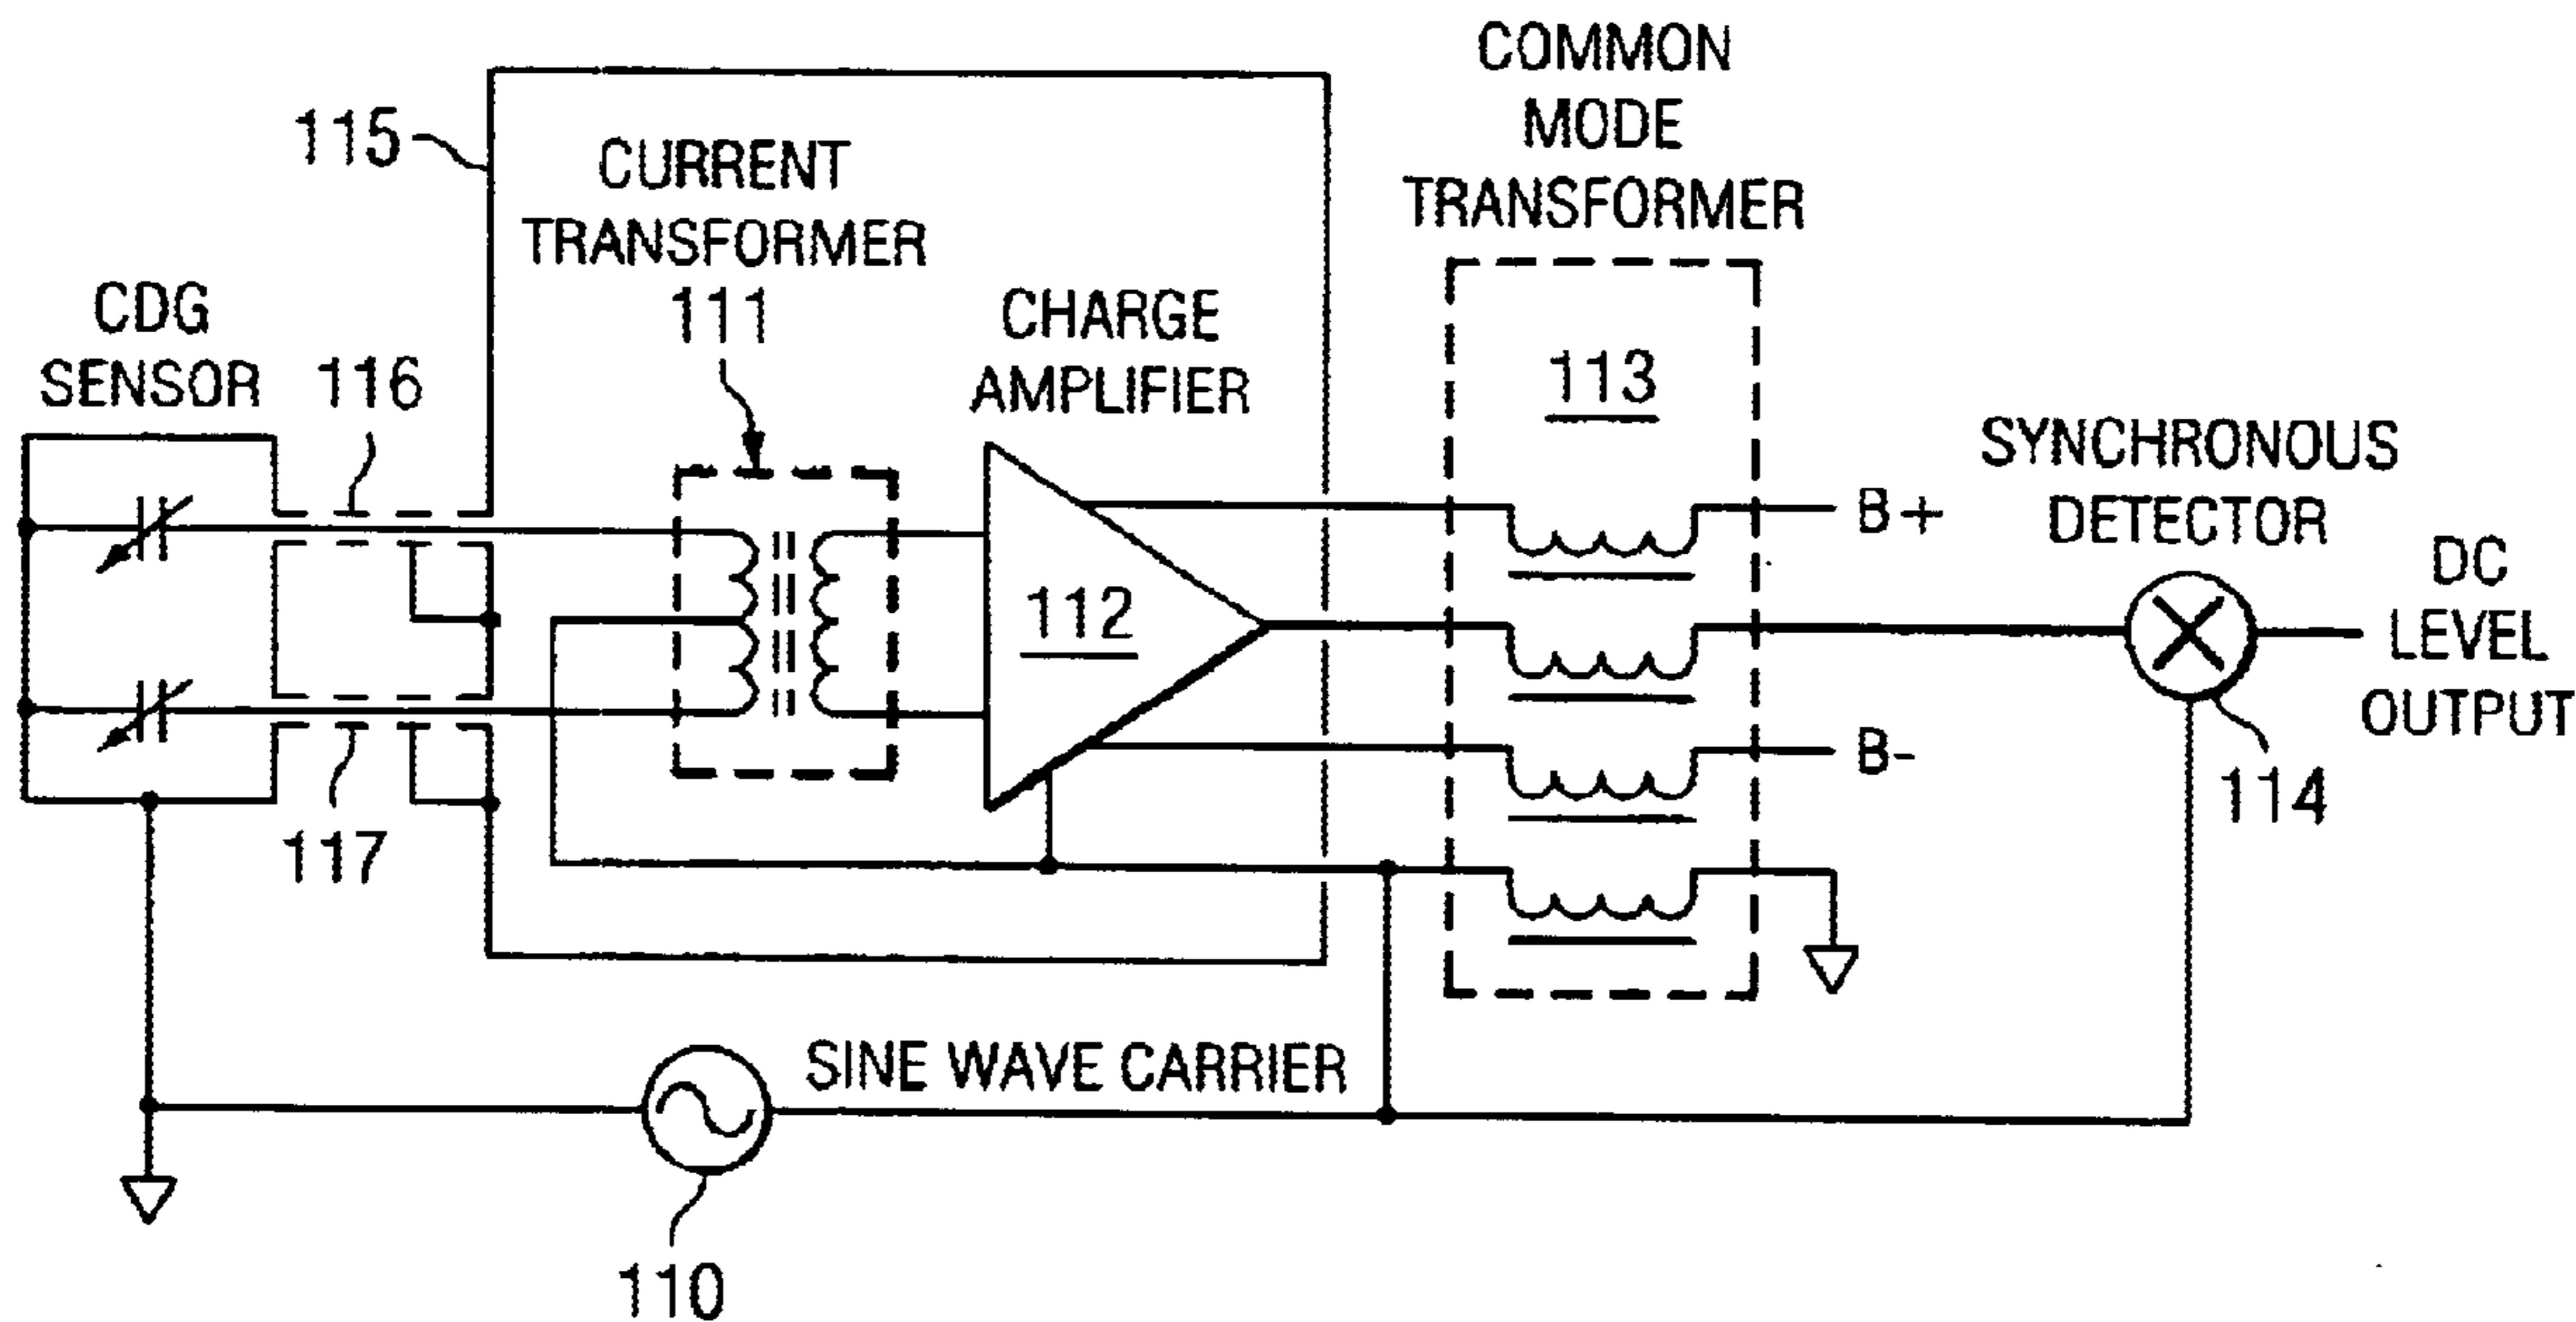 COMMON
MODE
TRANSFORMER
115
CURRENT
TRANSFORMER
111
CDG
SENSOR
116
CHARGE
AMPLIFIER
113
SYNCHRONOUS
DETECTOR
B+
112
DC
LEVEL
OUTPUT
B-
114
117
SINE WAVE CARRIER
110